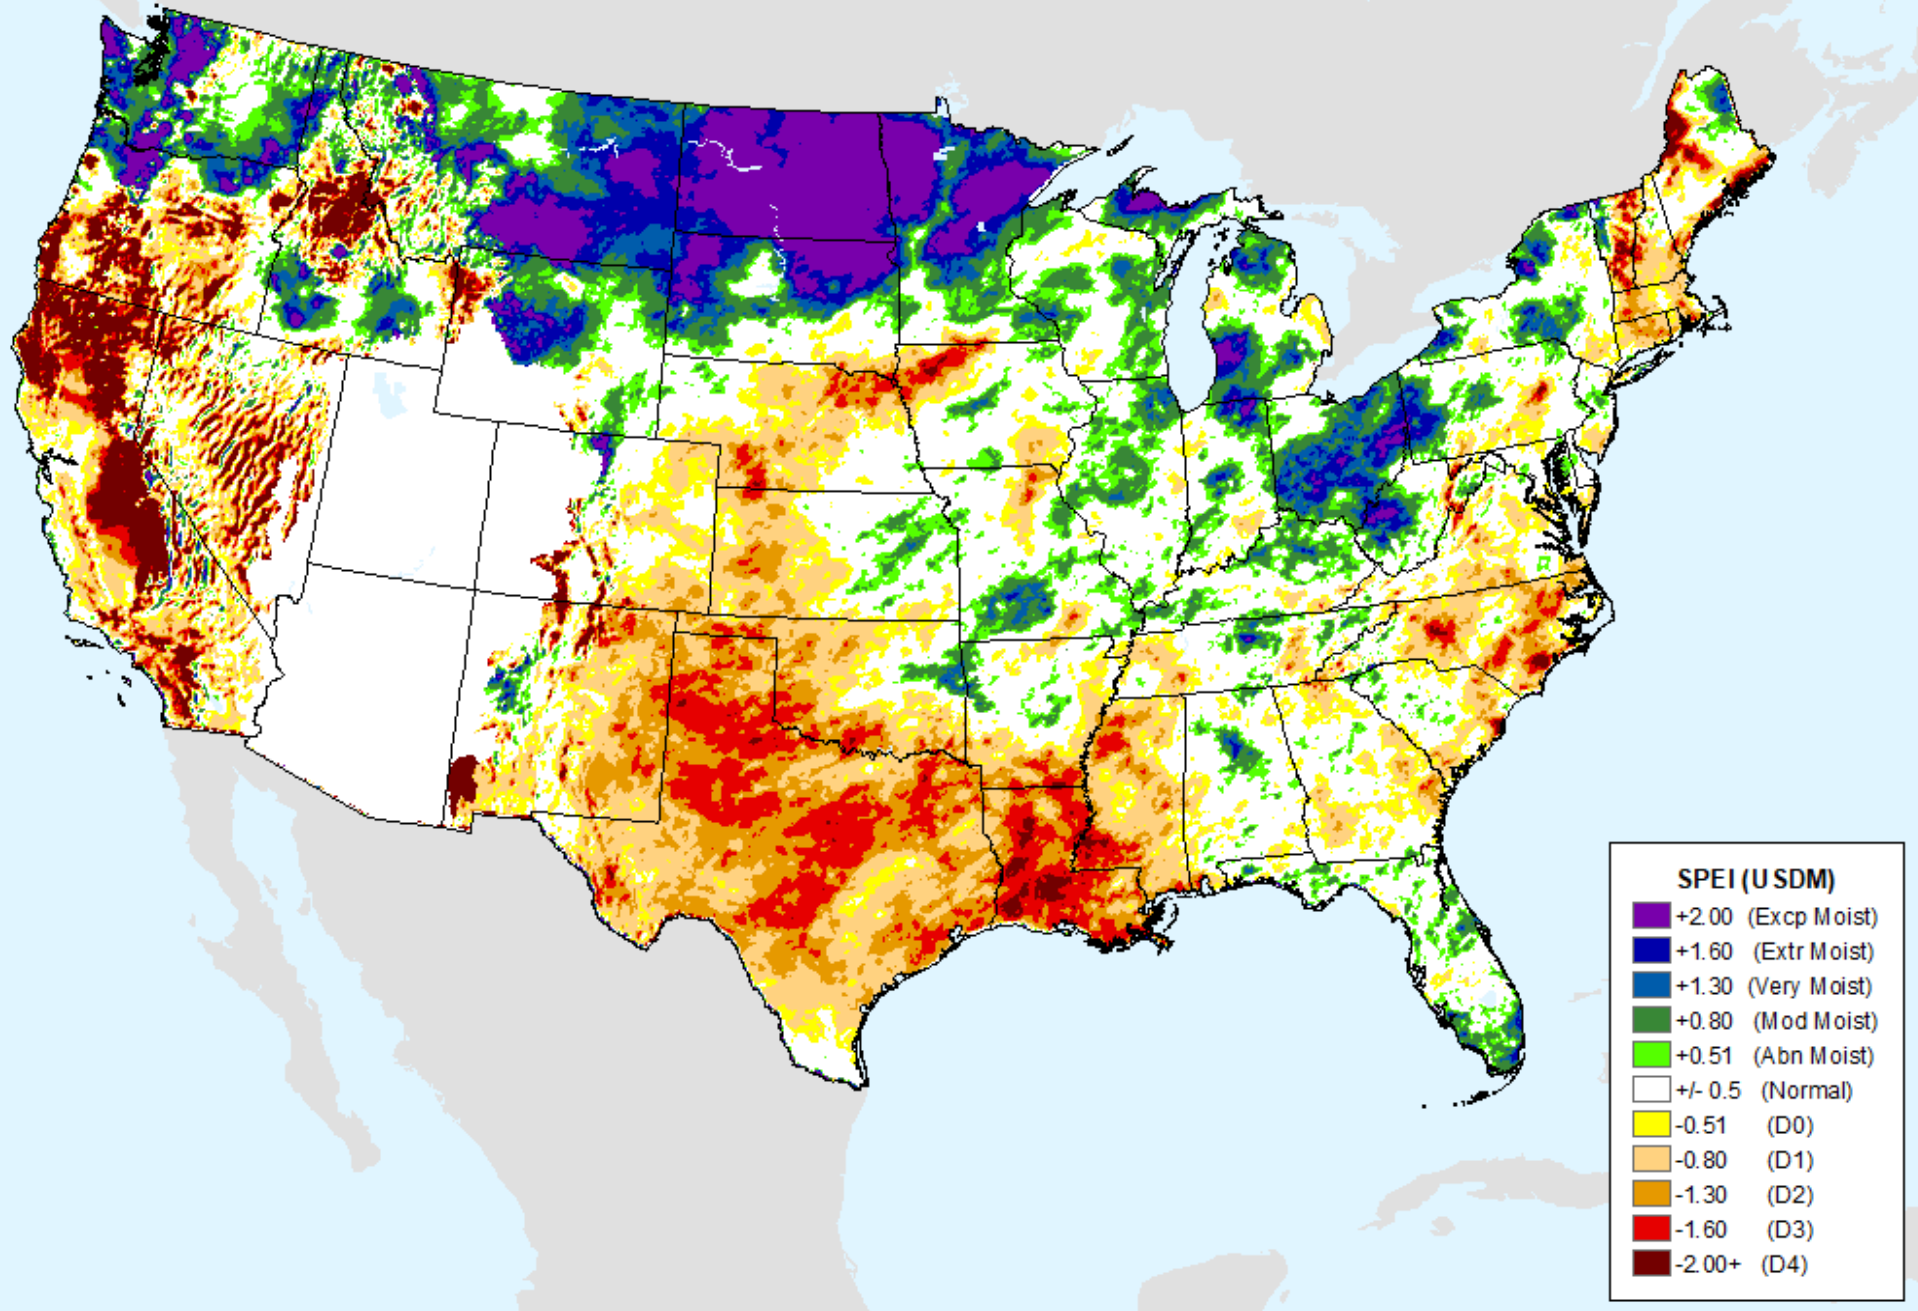 SPEI (USDM)
+2.00 (Excp Moist)
+1.60 (Extr Moist)
+1.30 (Very Moist)
+0.80 (Mod Moist)
+0.51 (Abn Moist)
+/- 0.5 (Normal)
-0.51 (D0)
-0.80 (D1)
-1.30 (D2)
-1.60 (D3)
-2.00+ (D4)